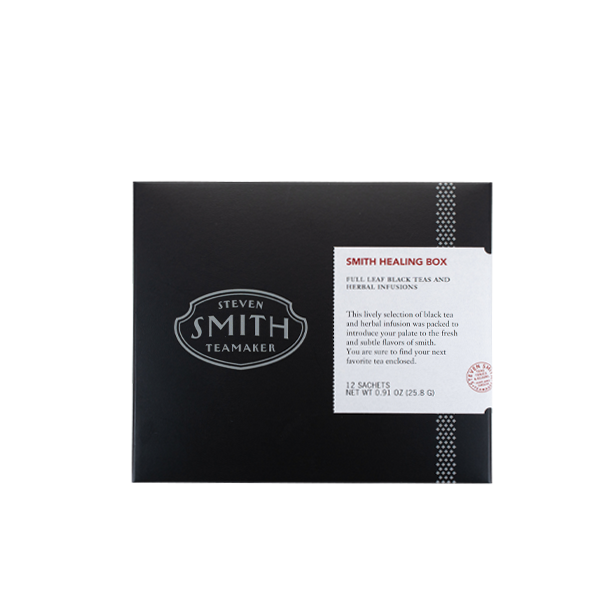 STEVEN
SMITH
TEAMAKER
SMITH HEALING BOX
FULL LEAF BLACK TEAS AND
HERBAL INFUSIONS
This lively selection of black tea
and herbal infusion was packed to
introduce your palate to the fresh
and subtle flavors of smith.
You are sure to find your next
favorite tea enclosed.
12 SACHETS
NET WT 0.91 OZ (25.8 G)
STEVEN SMI